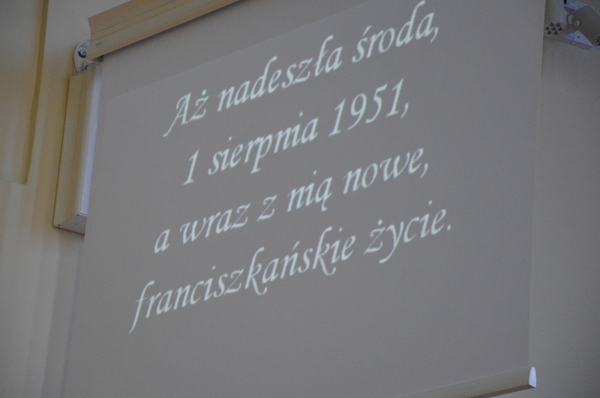 Aż nadeszła środa,
1 sierpnia 1951,
a wraz z nią nowe,
franciszkańskie życie.